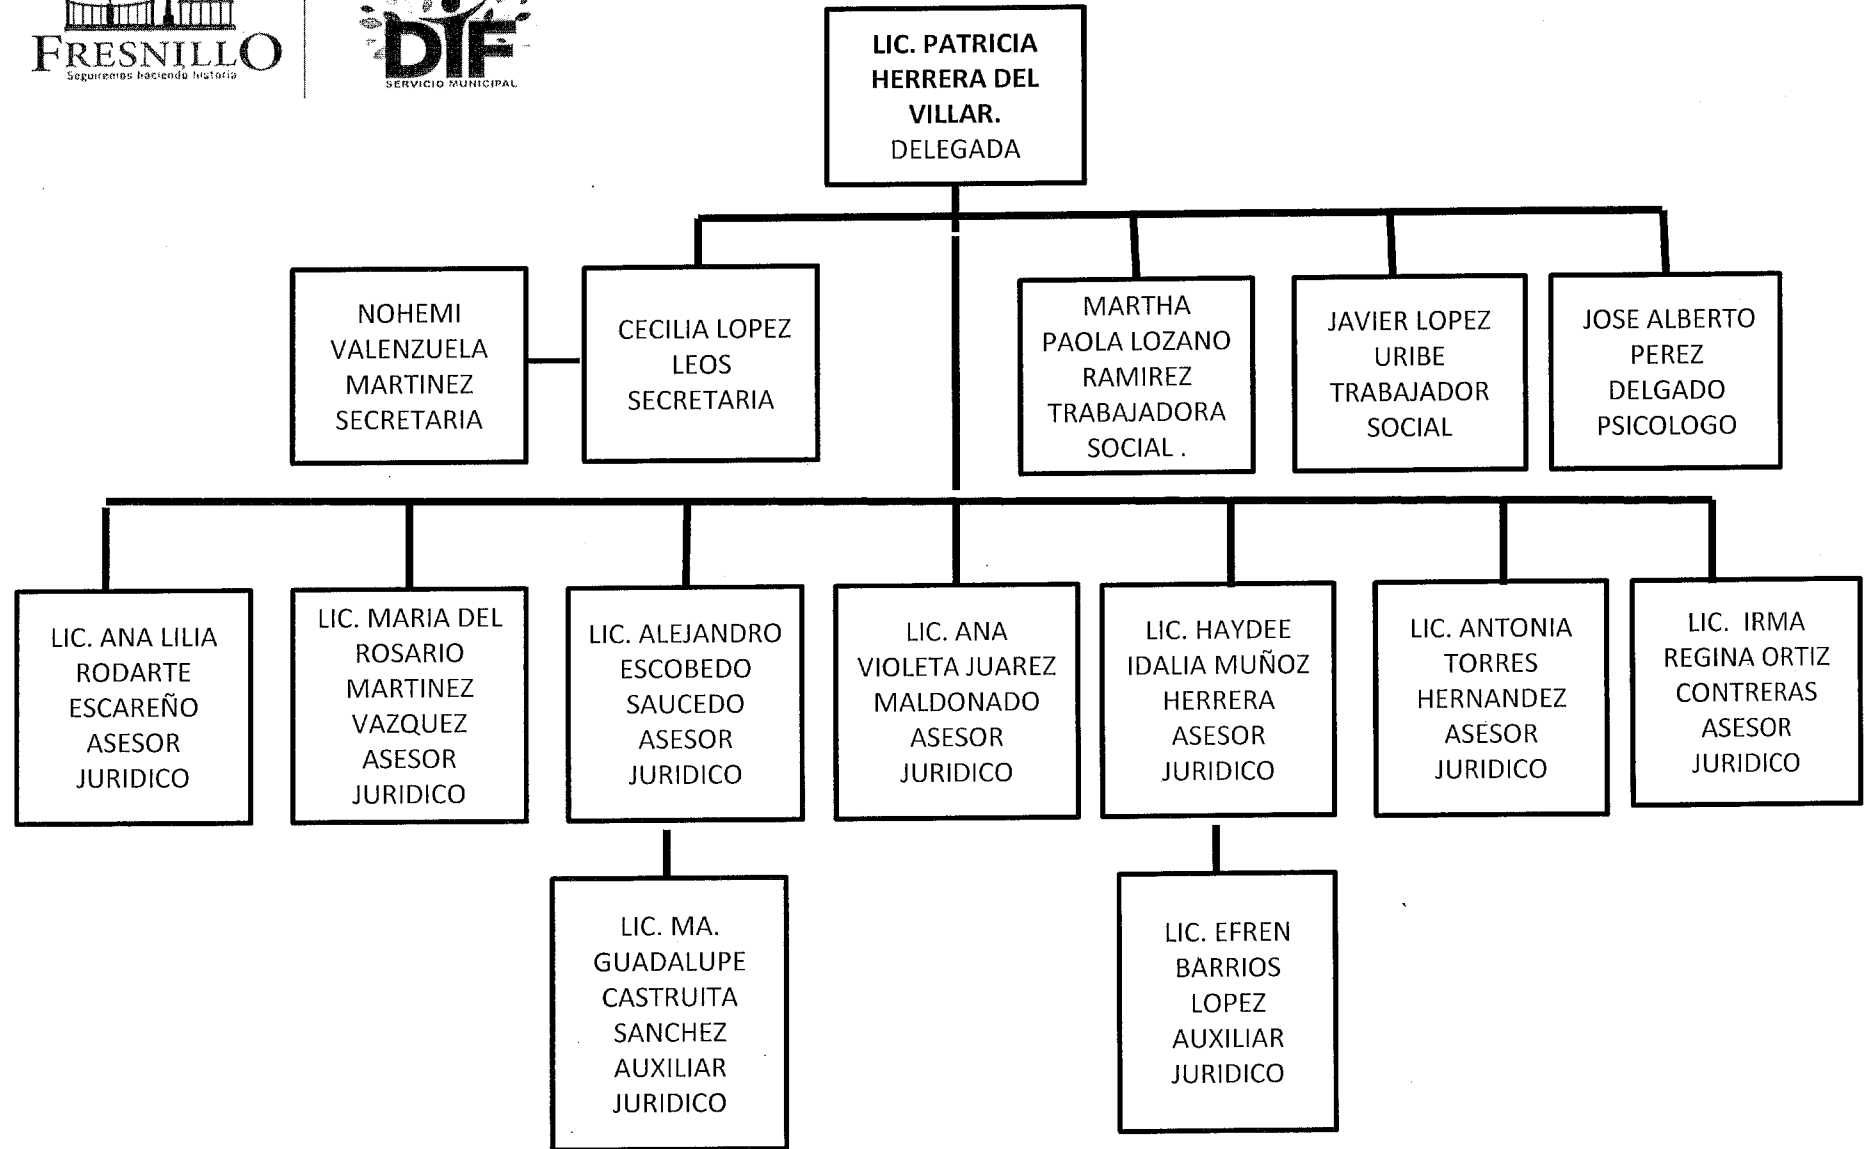 FRESNILLO
Seguiremos haciendo historia
DIF
SERVICIO MUNICIPAL
LIC. PATRICIA
HERRERA DEL
VILLAR.
DELEGADA
NOHEMI
VALENZUELA
MARTINEZ
SECRETARIA
CECILIA LOPEZ
LEOS
SECRETARIA
MARTHA
PAOLA LOZANO
RAMIREZ
TRABAJADORA
SOCIAL .
JAVIER LOPEZ
URIBE
TRABAJADOR
SOCIAL
JOSE ALBERTO
PEREZ
DELGADO
PSICOLOGO
LIC. ANA LILIA
RODARTE
ESCAREÑO
ASESOR
JURIDICO
LIC. MARIA DEL
ROSARIO
MARTINEZ
VAZQUEZ
ASESOR
JURIDICO
LIC. ALEJANDRO
ESCOBEDO
SAUCEDO
ASESOR
JURIDICO
LIC. ANA
VIOLETA JUAREZ
MALDONADO
ASESOR
JURIDICO
LIC. HAYDEE
IDALIA MUÑOZ
HERRERA
ASESOR
JURIDICO
LIC. ANTONIA
TORRES
HERNANDEZ
ASESOR
JURIDICO
LIC. IRMA
REGINA ORTIZ
CONTRERAS
ASESOR
JURIDICO
LIC. MA.
GUADALUPE
CASTRUITA
SANCHEZ
AUXILIAR
JURIDICO
LIC. EFREN
BARRIOS
LOPEZ
AUXILIAR
JURIDICO